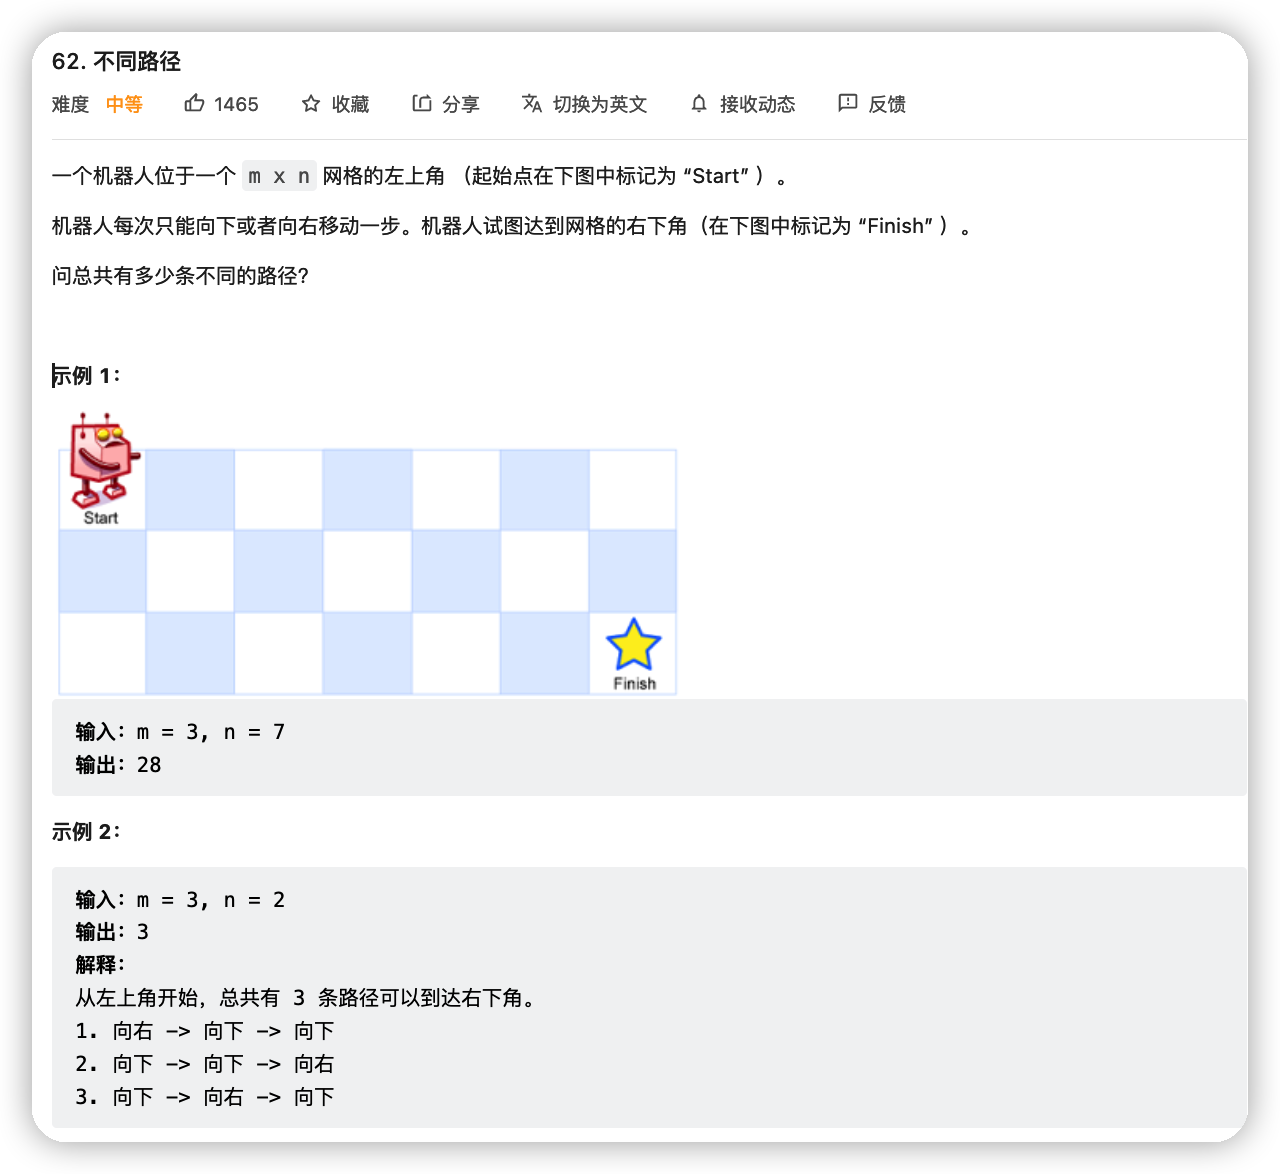 62. 不同路径
难度 中等 1465 收藏 分享 切换为英文 接收动态 反馈
一个机器人位于一个 m x n 网格的左上角 （起始点在下图中标记为 “Start” ）。
机器人每次只能向下或者向右移动一步。机器人试图达到网格的右下角（在下图中标记为 “Finish” ）。
问总共有多少条不同的路径?
示例 1:
Start
Finish
输入: m = 3, n = 7
输出: 28
示例 2:
输入: m = 3, n = 2
输出: 3
解释:
从左上角开始, 总共有 3 条路径可以到达右下角。
1. 向右 -> 向下 -> 向下
2. 向下 -> 向下 -> 向右
3. 向下 -> 向右 -> 向下